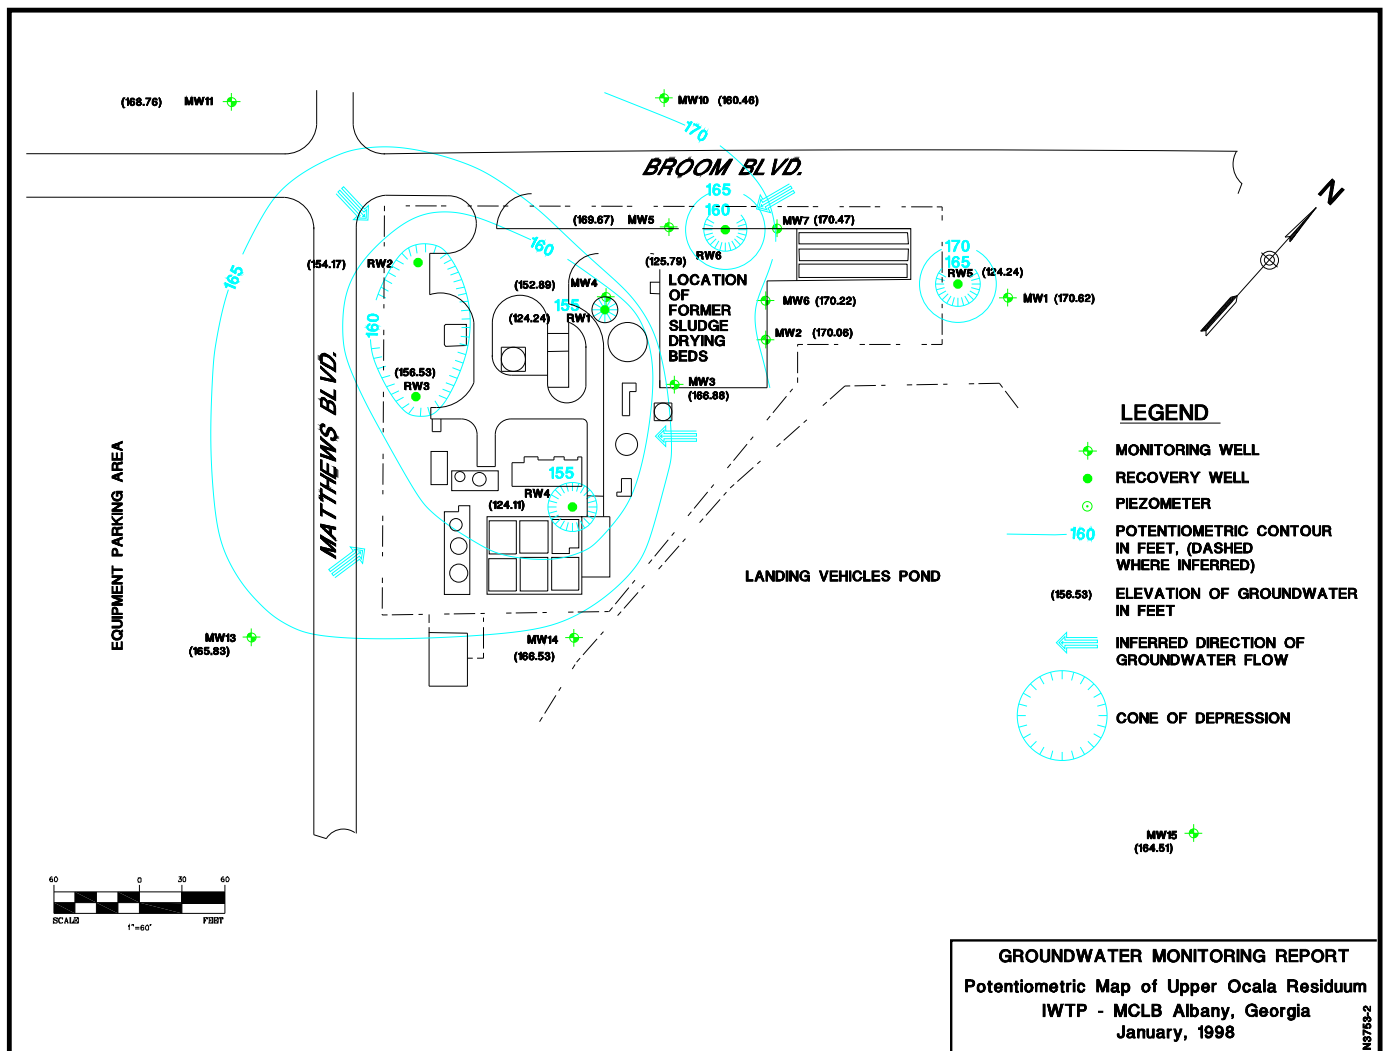 (168.76) MW11
MW10 (160.46)
170
BROOM BLVD.
N
165
160
(169.67) MW5
MW7 (170.47)
RW6
(125.79)
160
170
165
RW5 (124.24)
MW1 (170.62)
(154.17) RW2
165
(152.89) MW4
155
(124.24) RW1
LOCATION
OF
FORMER
SLUDGE
DRYING
BEDS
MW6 (170.22)
MW2 (170.06)
160
(156.53)
RW3
MW3
(166.88)
MATTHEWS BLVD.
EQUIPMENT PARKING AREA
155
RW4
(124.11)
LANDING VEHICLES POND
MW13
(165.83)
MW14
(166.53)
LEGEND
MONITORING WELL
RECOVERY WELL
PIEZOMETER
160 POTENTIOMETRIC CONTOUR
IN FEET, (DASHED
WHERE INFERRED)
(156.53) ELEVATION OF GROUNDWATER
IN FEET
INFERRED DIRECTION OF
GROUNDWATER FLOW
CONE OF DEPRESSION
MW15
(164.51)
60 0 30 60
SCALE FEET
1"=60'
GROUNDWATER MONITORING REPORT
Potentiometric Map of Upper Ocala Residuum
IWTP - MCLB Albany, Georgia
January, 1998
N3753-2